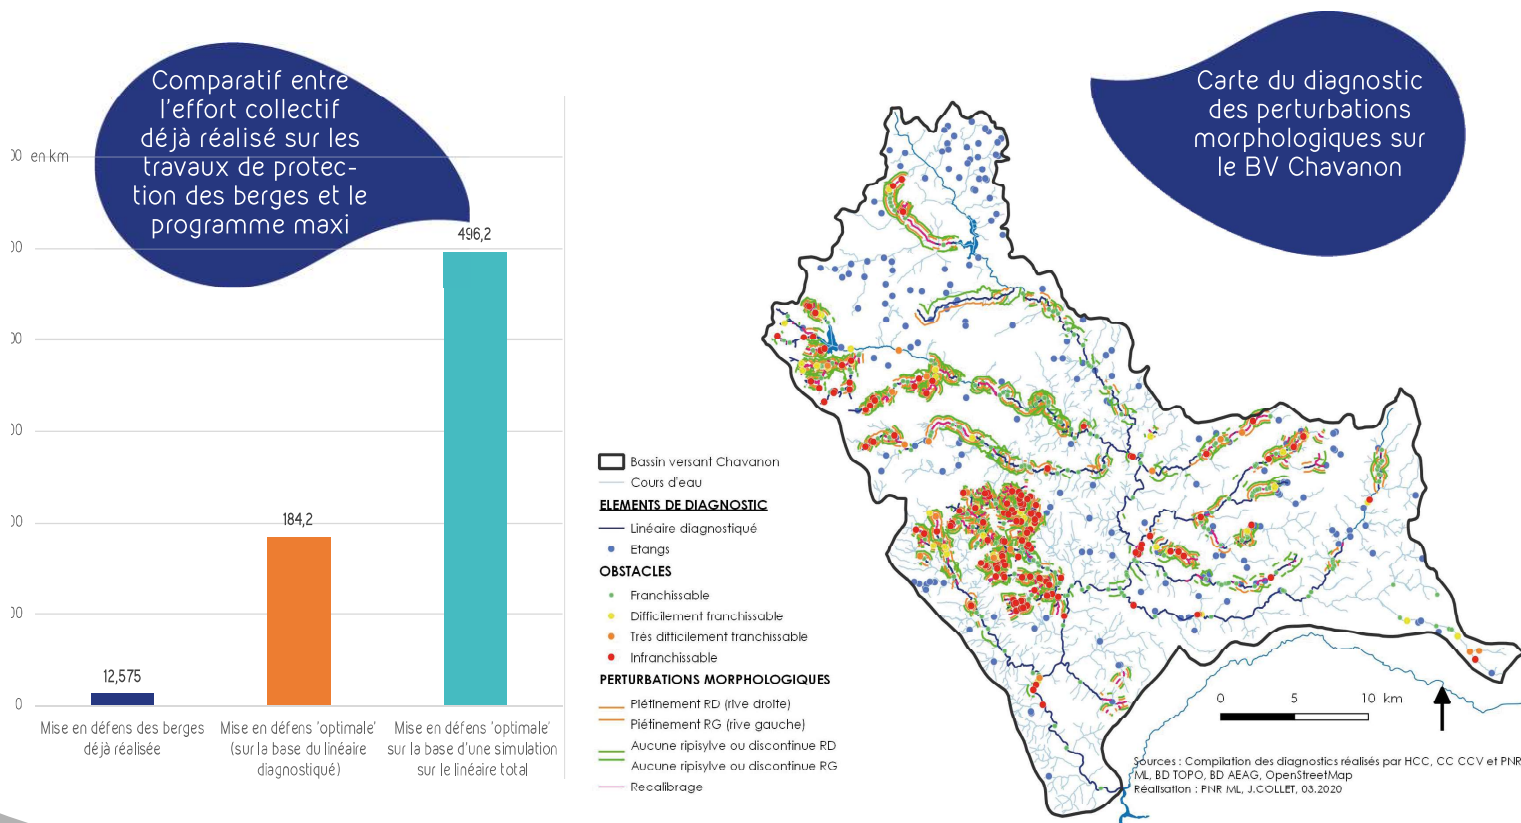 Comparatif entre
l'effort collectif
déjà réalisé sur les
travaux de protec-
tion des berges et le
programme maxi
en km
496,2
184,2
12,575
0
Mise en défens des berges
déjà réalisée
Mise en défens 'optimale'
(sur la base du linéaire
diagnostiqué)
Mise en défens 'optimale'
sur la base d'une simulation
sur le linéaire total
Carte du diagnostic
des perturbations
morphologiques sur
le BV Chavanon
Bassin versant Chavanon
Cours d'eau
ELEMENTS DE DIAGNOSTIC
Linéaire diagnostiqué
Etangs
OBSTACLES
Franchissable
Difficilement franchissable
Très difficilement franchissable
Infranchissable
PERTURBATIONS MORPHOLOGIQUES
Piétinement RD (rive droite)
Piétinement RG (rive gauche)
Aucune ripisylve ou discontinue RD
Aucune ripisylve ou discontinue RG
Recalibrage
0 5 10 km
Sources : Compilation des diagnostics réalisés par HCC, CC CCV et PNR
ML, BD TOPO, BD AEAG, OpenStreetMap
Réalisation : PNR ML, J.COLLET, 03.2020